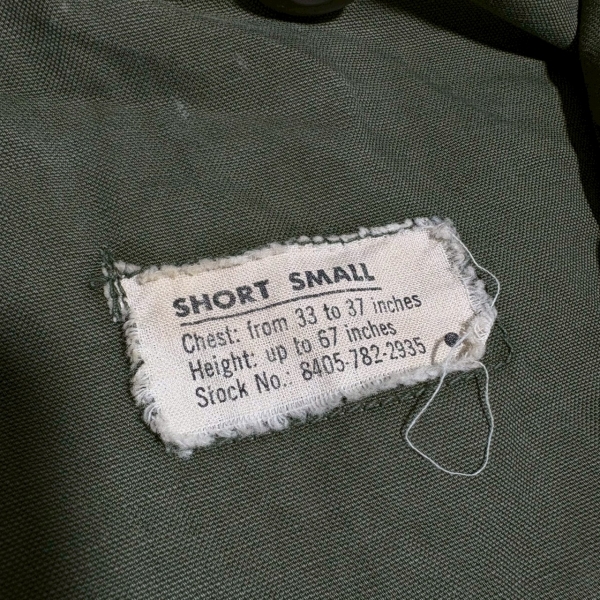 SHORT SMALL
Chest: from 33 to 37 inches
Height: up to 67 inches
Stock No.: 8405-782-2935